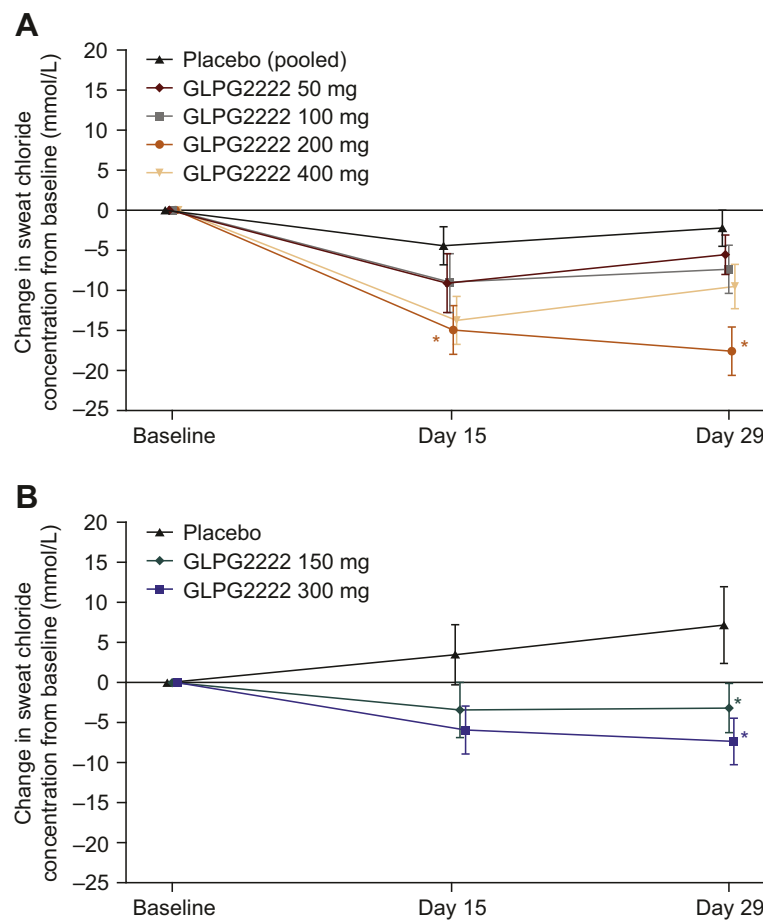 A
Change in sweat chloride
concentration from baseline (mmol/L)
20
15
10
5
0
–5
–10
–15
–20
–25
Placebo (pooled)
GLPG2222 50 mg
GLPG2222 100 mg
GLPG2222 200 mg
GLPG2222 400 mg
*
*
Baseline
Day 15
Day 29
B
Change in sweat chloride
concentration from baseline (mmol/L)
20
15
10
5
0
–5
–10
–15
–20
–25
Placebo
GLPG2222 150 mg
GLPG2222 300 mg
*
*
Baseline
Day 15
Day 29